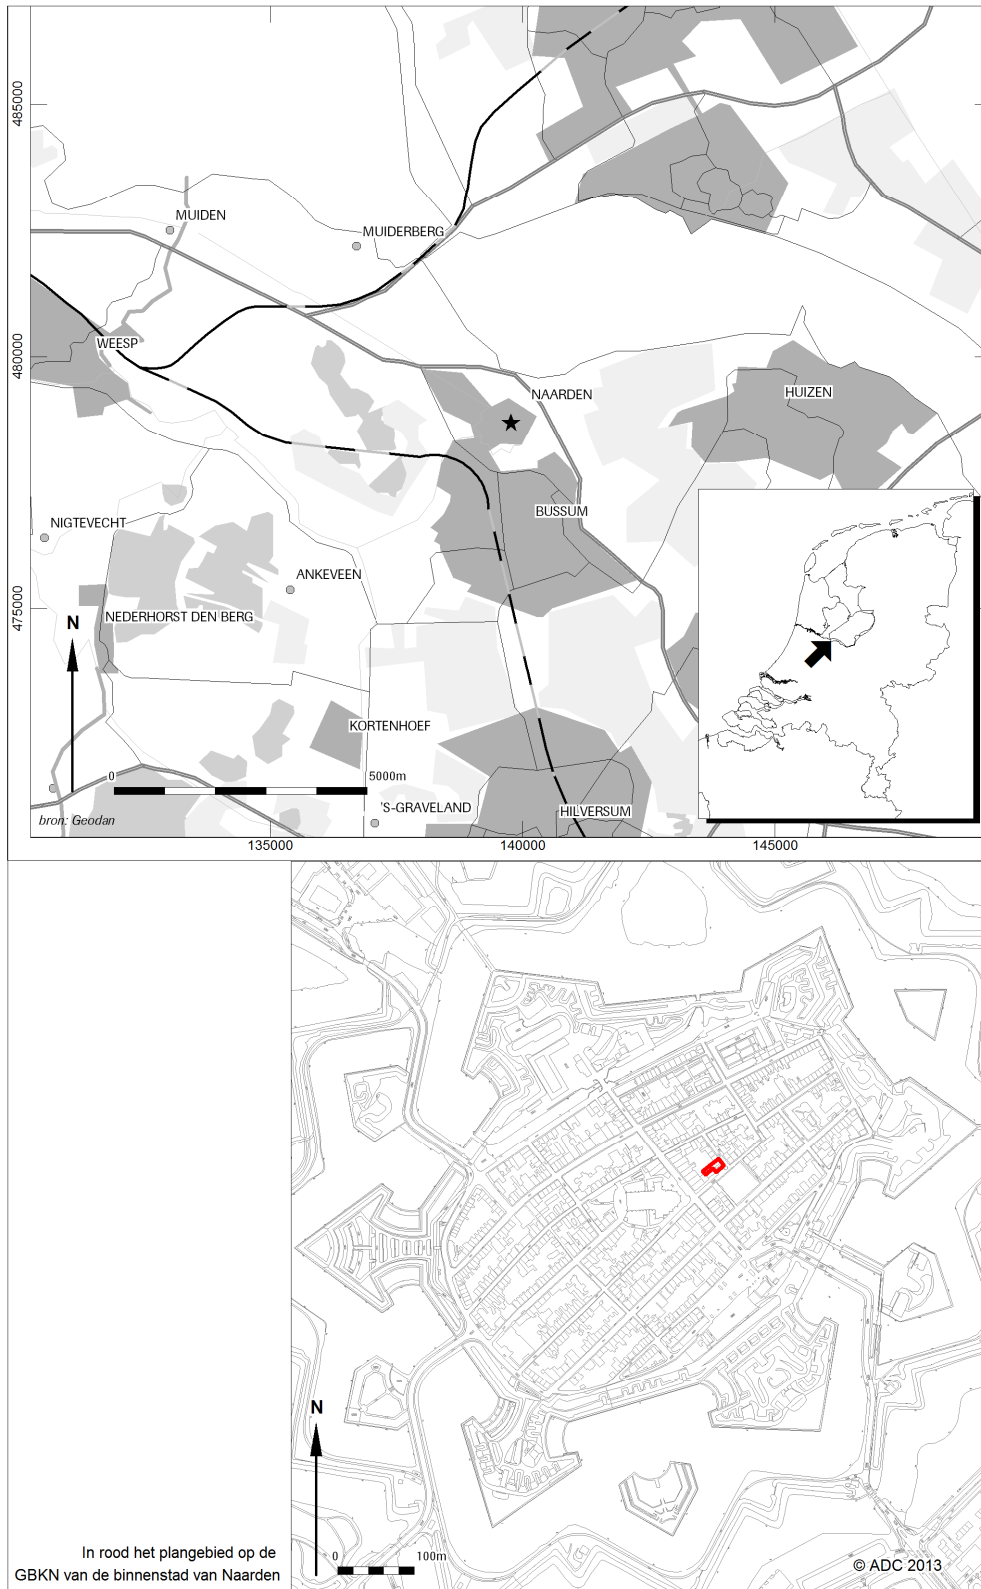 485000
MUIDEN
MUIDERBERG
WEESP
480000
NAARDEN
HUIZEN
BUSSUM
NIGTEVECHT
ANKEVEEN
475000
NEDERHORST DEN BERG
N
KORTENHOEF
0 5000m
'S-GRAVELAND
HILVERSUM
bron: Geodan
135000 140000 145000
N
In rood het plangebied op de
GBKN van de binnenstad van Naarden
0 100m
© ADC 2013